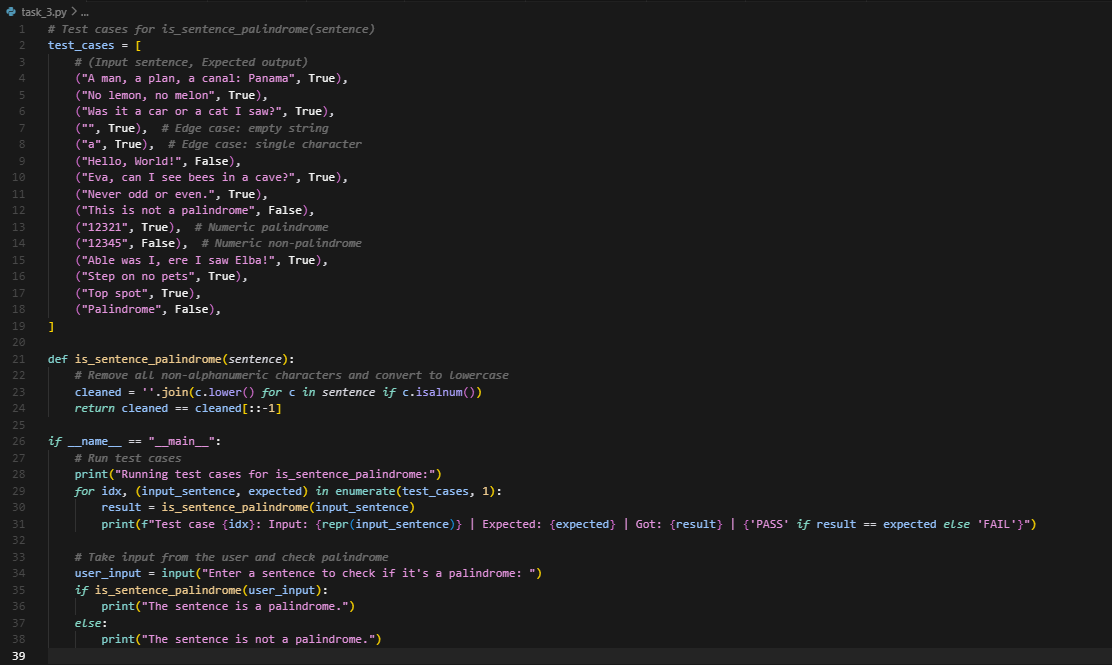 task_3.py > ...
1 # Test cases for is_sentence_palindrome(sentence)
2 test_cases = [
3     # (Input sentence, Expected output)
4     ("A man, a plan, a canal: Panama", True),
5     ("No lemon, no melon", True),
6     ("Was it a car or a cat I saw?", True),
7     ("", True),  # Edge case: empty string
8     ("a", True),  # Edge case: single character
9     ("Hello, World!", False),
10     ("Eva, can I see bees in a cave?", True),
11     ("Never odd or even.", True),
12     ("This is not a palindrome", False),
13     ("12321", True),  # Numeric palindrome
14     ("12345", False),  # Numeric non-palindrome
15     ("Able was I, ere I saw Elba!", True),
16     ("Step on no pets", True),
17     ("Top spot", True),
18     ("Palindrome", False),
19 ]
20
21 def is_sentence_palindrome(sentence):
22     # Remove all non-alphanumeric characters and convert to lowercase
23     cleaned = ''.join(c.lower() for c in sentence if c.isalnum())
24     return cleaned == cleaned[::-1]
25
26 if __name__ == "__main__":
27     # Run test cases
28     print("Running test cases for is_sentence_palindrome:")
29     for idx, (input_sentence, expected) in enumerate(test_cases, 1):
30         result = is_sentence_palindrome(input_sentence)
31         print(f"Test case {idx}: Input: {repr(input_sentence)} | Expected: {expected} | Got: {result} | {'PASS' if result == expected else 'FAIL'}")
32
33     # Take input from the user and check palindrome
34     user_input = input("Enter a sentence to check if it's a palindrome: ")
35     if is_sentence_palindrome(user_input):
36         print("The sentence is a palindrome.")
37     else:
38         print("The sentence is not a palindrome.")
39